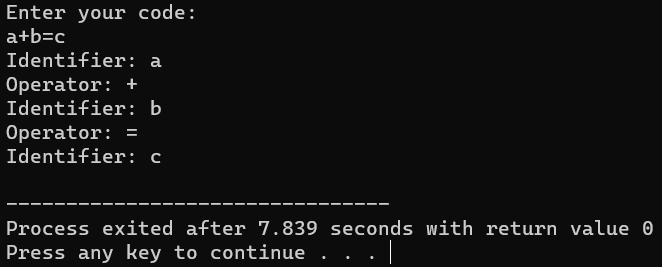 Enter your code:
a+b=c
Identifier: a
Operator: +
Identifier: b
Operator: =
Identifier: c
--------------------------------
Process exited after 7.839 seconds with return value 0
Press any key to continue . . .